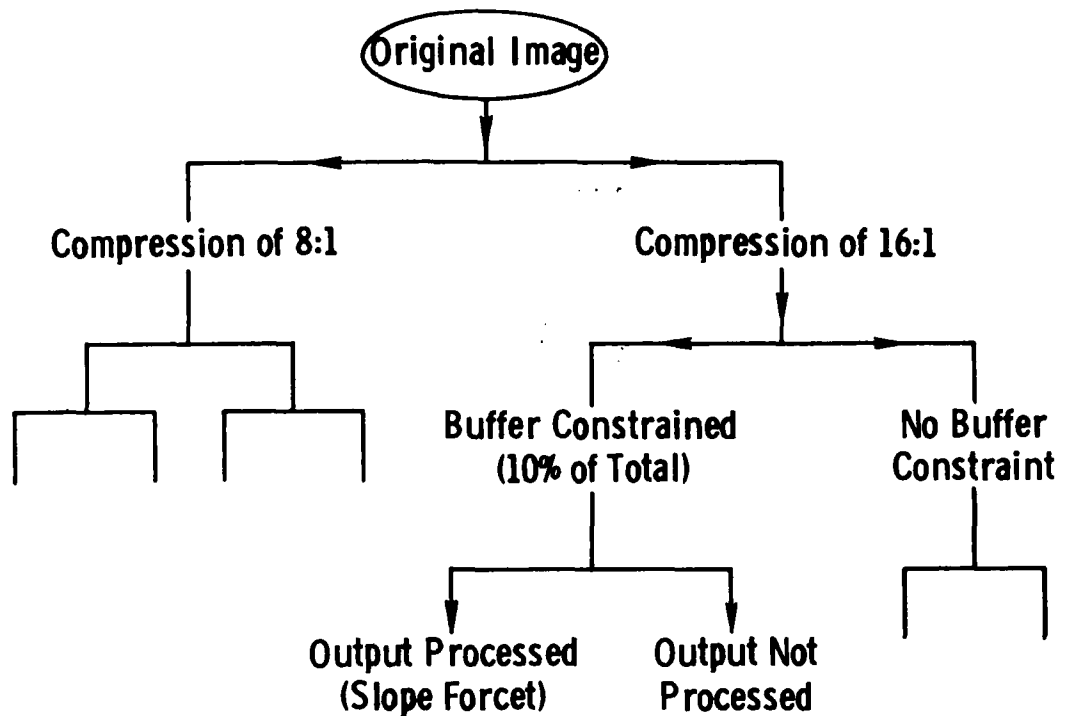 Original Image
Compression of 8:1
Compression of 16:1
Buffer Constrained
(10% of Total)
No Buffer
Constraint
Output Processed
(Slope Forcet)
Output Not
Processed